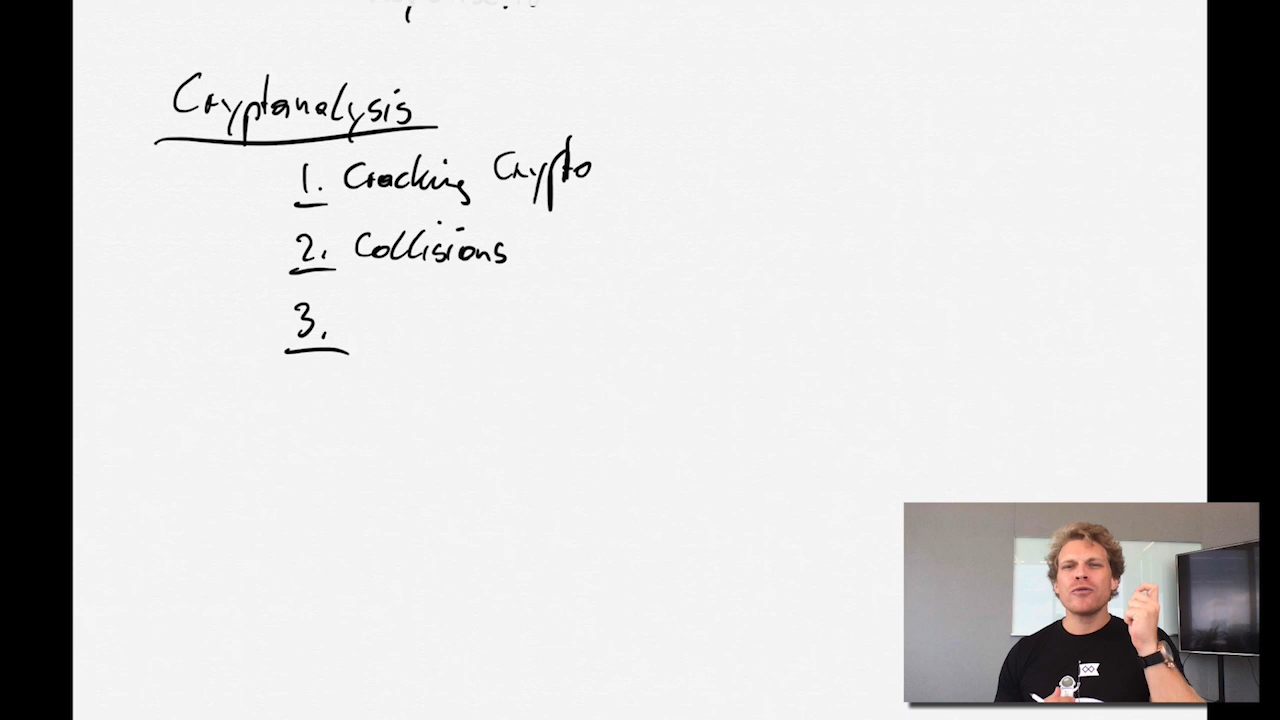 Cryptanalysis
1. Cracking Crypto
2. Collisions
3.